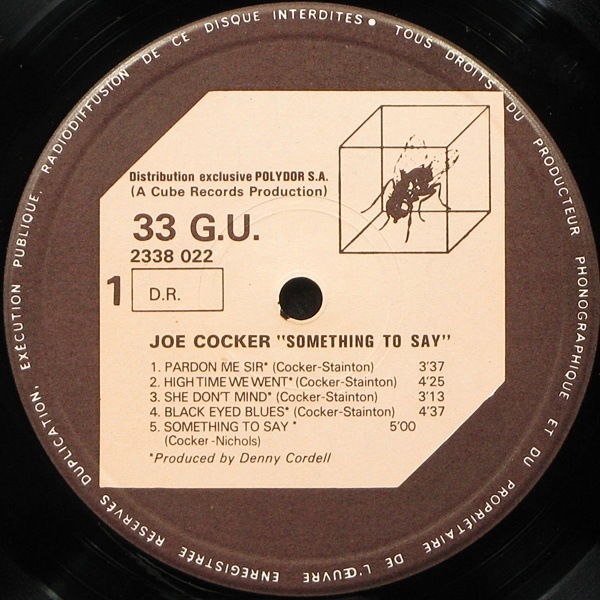 TOUS DROITS DU PRODUCTEUR PHONOGRAPHIQUE ET DU PROPRIÉTAIRE DE L'ŒUVRE ENREGISTRÉE RÉSERVÉS DUPLICATION, EXÉCUTION PUBLIQUE, RADIODIFFUSION DE CE DISQUE INTERDITES •
Distribution exclusive POLYDOR S.A.
(A Cube Records Production)
33 G.U.
2338 022
1 D.R.
JOE COCKER "SOMETHING TO SAY"
1. PARDON ME SIR* (Cocker-Stainton) 3'37
2. HIGH TIME WE WENT* (Cocker-Stainton) 4'25
3. SHE DON'T MIND* (Cocker-Stainton) 3'13
4. BLACK EYED BLUES* (Cocker-Stainton) 4'37
5. SOMETHING TO SAY * 5'00
(Cocker-Nichols)
*Produced by Denny Cordell